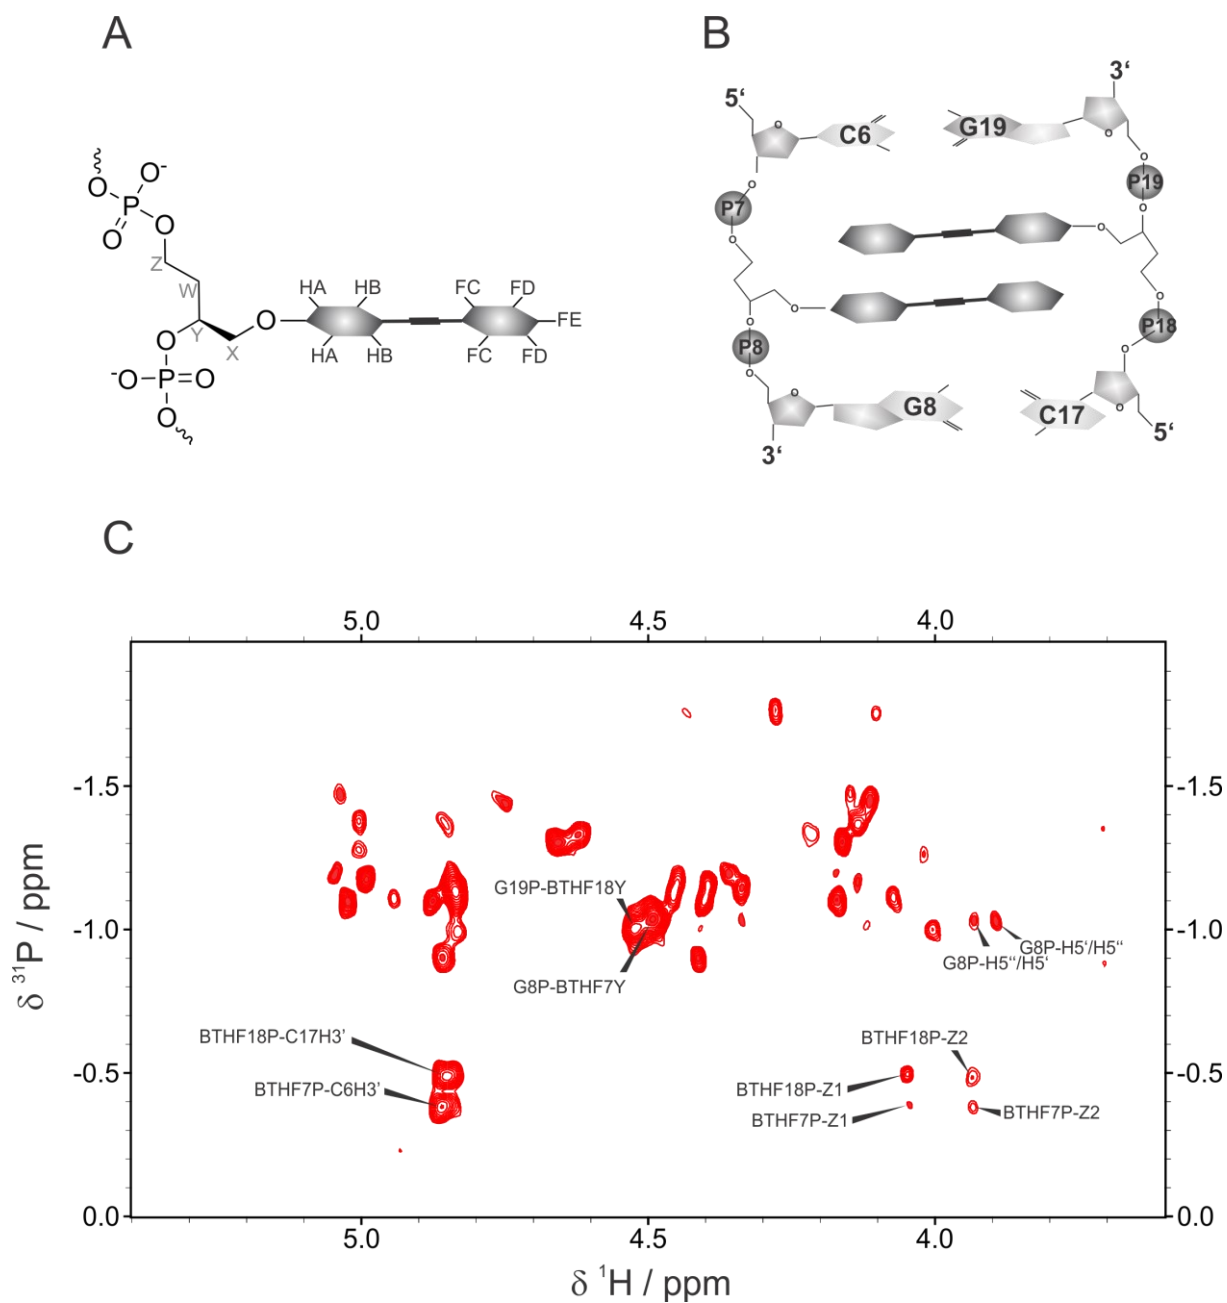 A
B
O⁻
O
P
O
O
Z
W
Y
X
O
HA
HB
HA
HB
FC
FD
FE
FC
FD
O
⁻O
P
O
O
5‘
3‘
O
C6
G19
O
O
O
P7
P19
O
O
O
O
O
O
O
P8
P18
O
O
O
G8
C17
O
O
3‘
5‘
C
5.0
4.5
4.0
-1.5
-1.0
-0.5
0.0
-1.5
-1.0
-0.5
0.0
δ ³¹P / ppm
G19P-BTHF18Y
G8P-BTHF7Y
G8P-H5‘/H5“
G8P-H5“/H5‘
BTHF18P-C17H3’
BTHF7P-C6H3’
BTHF18P-Z2
BTHF18P-Z1
BTHF7P-Z1
BTHF7P-Z2
5.0
4.5
4.0
δ ¹H / ppm